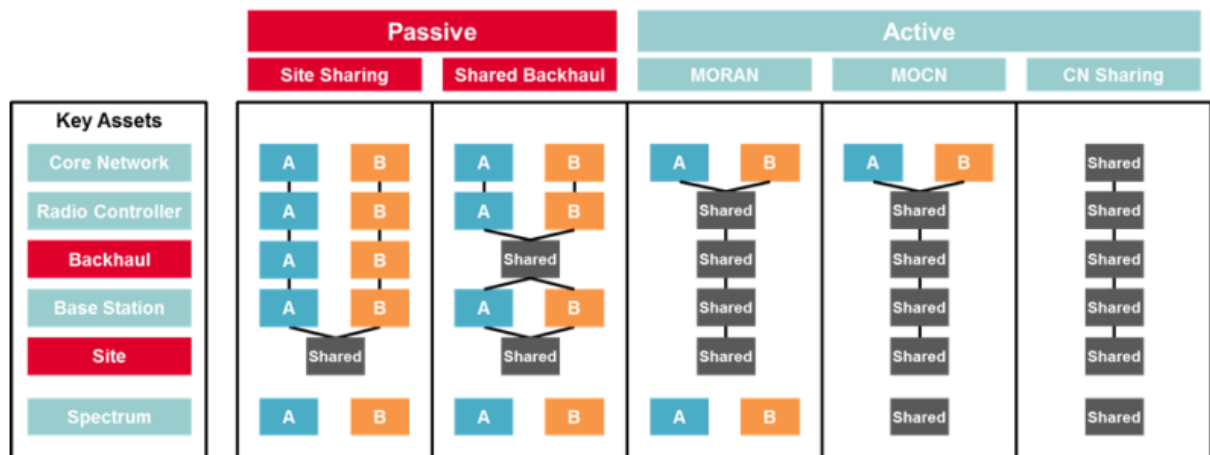 Passive Active
Site Sharing Shared Backhaul MORAN MOCN CN Sharing
Key Assets
Core Network A B A B A B A B Shared
Radio Controller A B A B Shared Shared Shared
Backhaul A B Shared Shared Shared Shared
Base Station A B A B Shared Shared Shared
Site Shared Shared Shared Shared Shared
Spectrum A B A B A B Shared Shared